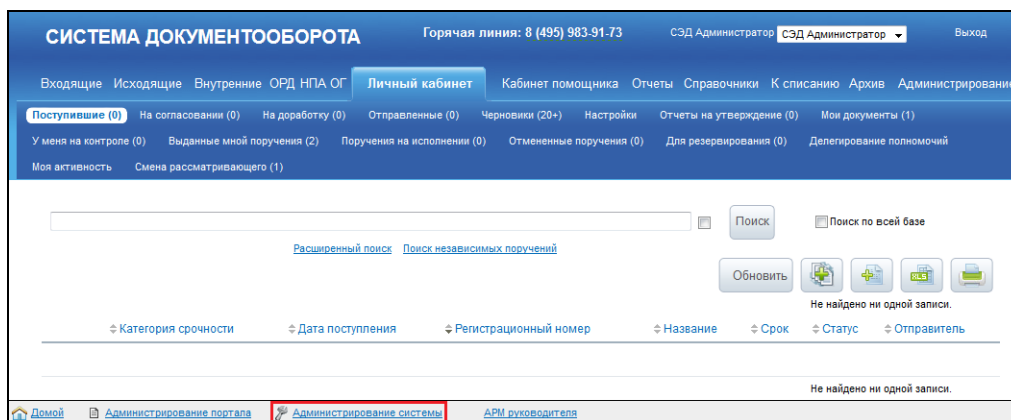 СИСТЕМА ДОКУМЕНТООБОРОТА Горячая линия: 8 (495) 983-91-73 СЭД Администратор СЭД Администратор Выход
Входящие Исходящие Внутренние ОРД НПА ОГ Личный кабинет Кабинет помощника Отчеты Справочники К списанию Архив Администрировани
Поступившие (0) На согласовании (0) На доработку (0) Отправленные (0) Черновики (20+) Настройки Отчеты на утверждение (0) Мои документы (1)
У меня на контроле (0) Выданные мной поручения (2) Поручения на исполнении (0) Отмененные поручения (0) Для резервирования (0) Делегирование полномочий
Моя активность Смена рассматривающего (1)
Поиск Поиск по всей базе
Расширенный поиск Поиск независимых поручений
Обновить XLS
Не найдено ни одной записи.
Категория срочности Дата поступления Регистрационный номер Название Срок Статус Отправитель
Не найдено ни одной записи.
Домой Администрирование портала Администрирование системы АРМ руководителя